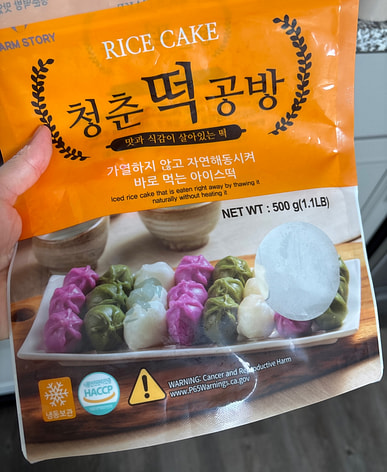 ARM STORY
RICE CAKE
청춘떡공방
맛과 식감이 살아있는 떡
가열하지 않고 자연해동시켜
바로 먹는 아이스떡
Iced rice cake that is eaten right away by thawing it
naturally without heating it
NET WT : 500 g(1.1LB)
냉동보관
HACCP
WARNING: Cancer and Reproductive Harm
www.P65Warnings.ca.gov